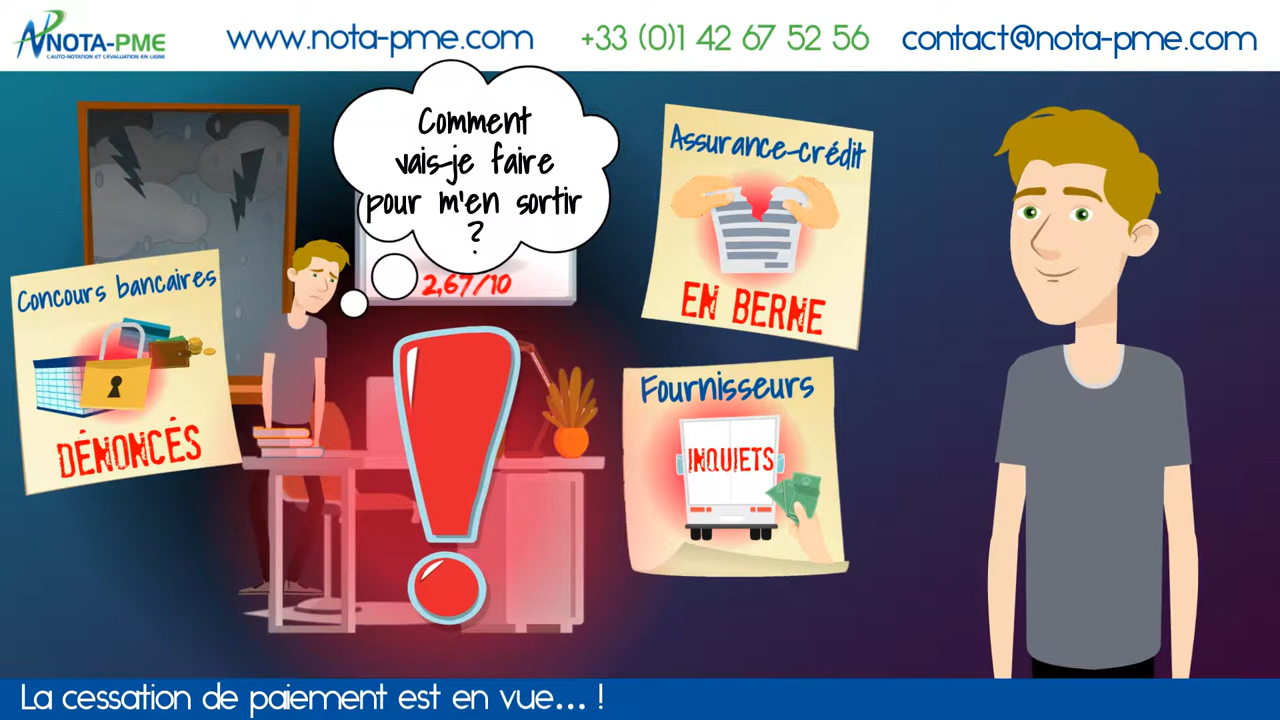 NOTA-PME
L'AUTO-NOTATION ET L'ÉVALUATION EN LIGNE
www.nota-pme.com
+33 (0)1 42 67 52 56
contact@nota-pme.com
Comment
vais-je faire
pour m'en sortir
?
2,67/10
Assurance-crédit
EN BERNE
Concours bancaires
DÉNONCÉS
Fournisseurs
INQUIETS
La cessation de paiement est en vue... !